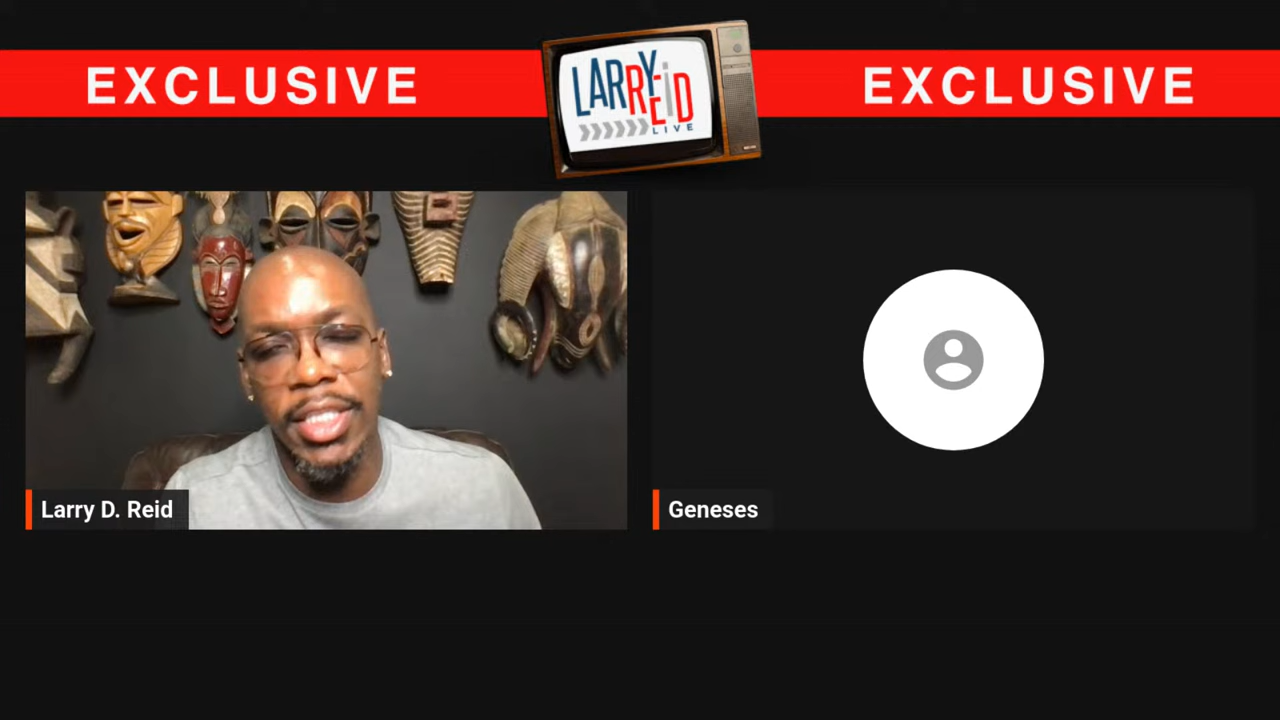 EXCLUSIVE
LARRY
REiD
LIVE
EXCLUSIVE
Larry D. Reid
Geneses